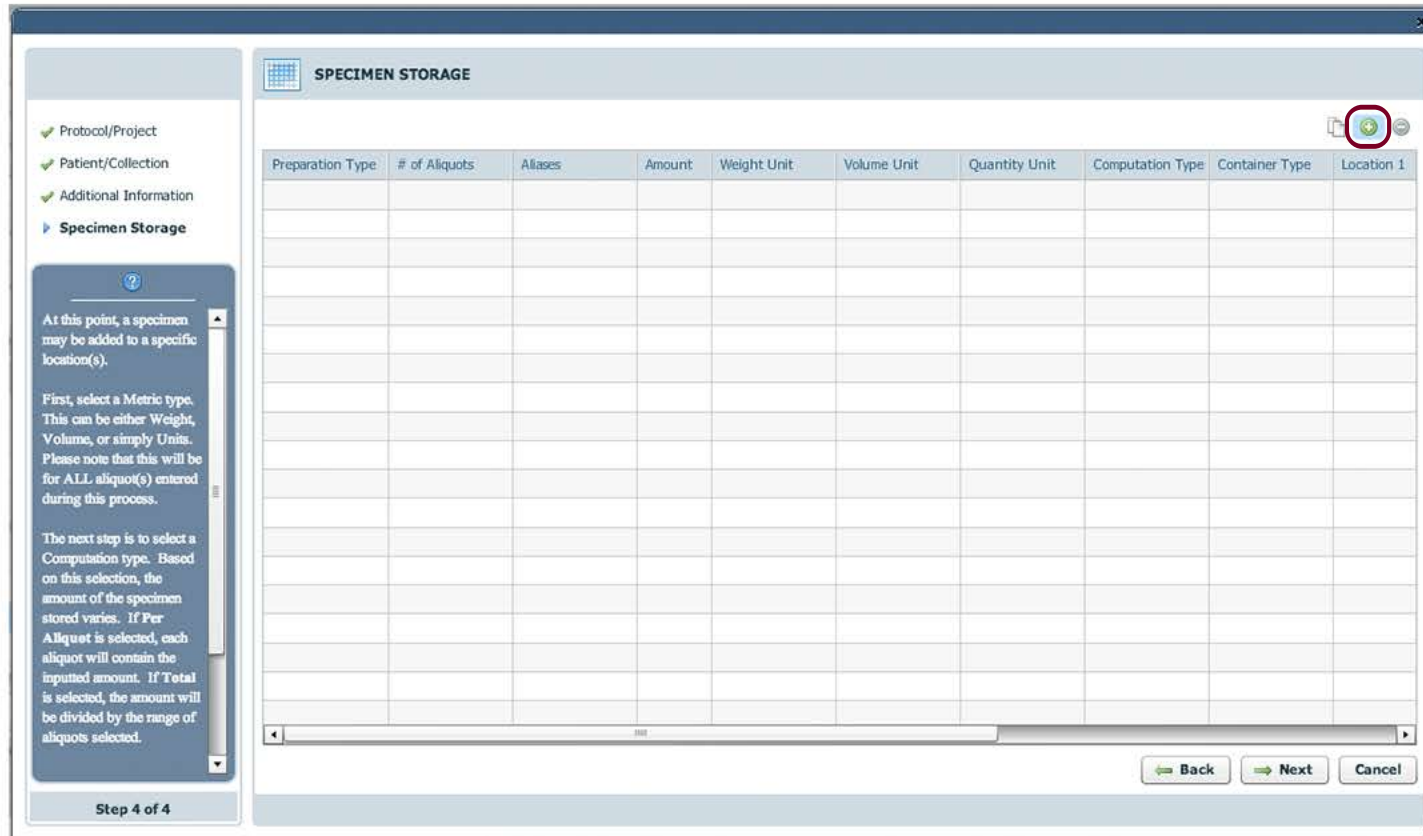 SPECIMEN STORAGE
Protocol/Project
Patient/Collection
Additional Information
Specimen Storage
?
At this point, a specimen
may be added to a specific
location(s).
First, select a Metric type.
This can be either Weight,
Volume, or simply Units.
Please note that this will be
for ALL aliquot(s) entered
during this process.
The next step is to select a
Computation type. Based
on this selection, the
amount of the specimen
stored varies. If Per
Aliquot is selected, each
aliquot will contain the
inputted amount. If Total
is selected, the amount will
be divided by the range of
aliquots selected.
Step 4 of 4
Preparation Type # of Aliquots Aliases Amount Weight Unit Volume Unit Quantity Unit Computation Type Container Type Location 1
Back Next Cancel